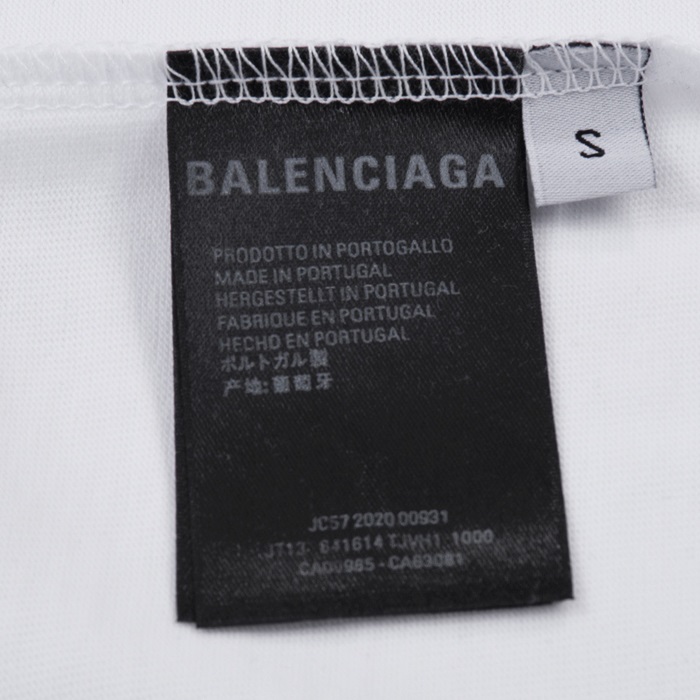 S
BALENCIAGA
PRODOTTO IN PORTOGALLO
MADE IN PORTUGAL
HERGESTELLT IN PORTUGAL
FABRIQUE EN PORTUGAL
HECHO EN PORTUGAL
ポルトガル製
产地:葡萄牙
JC57 2020 00931
JT13 641614 TJVH1 1000